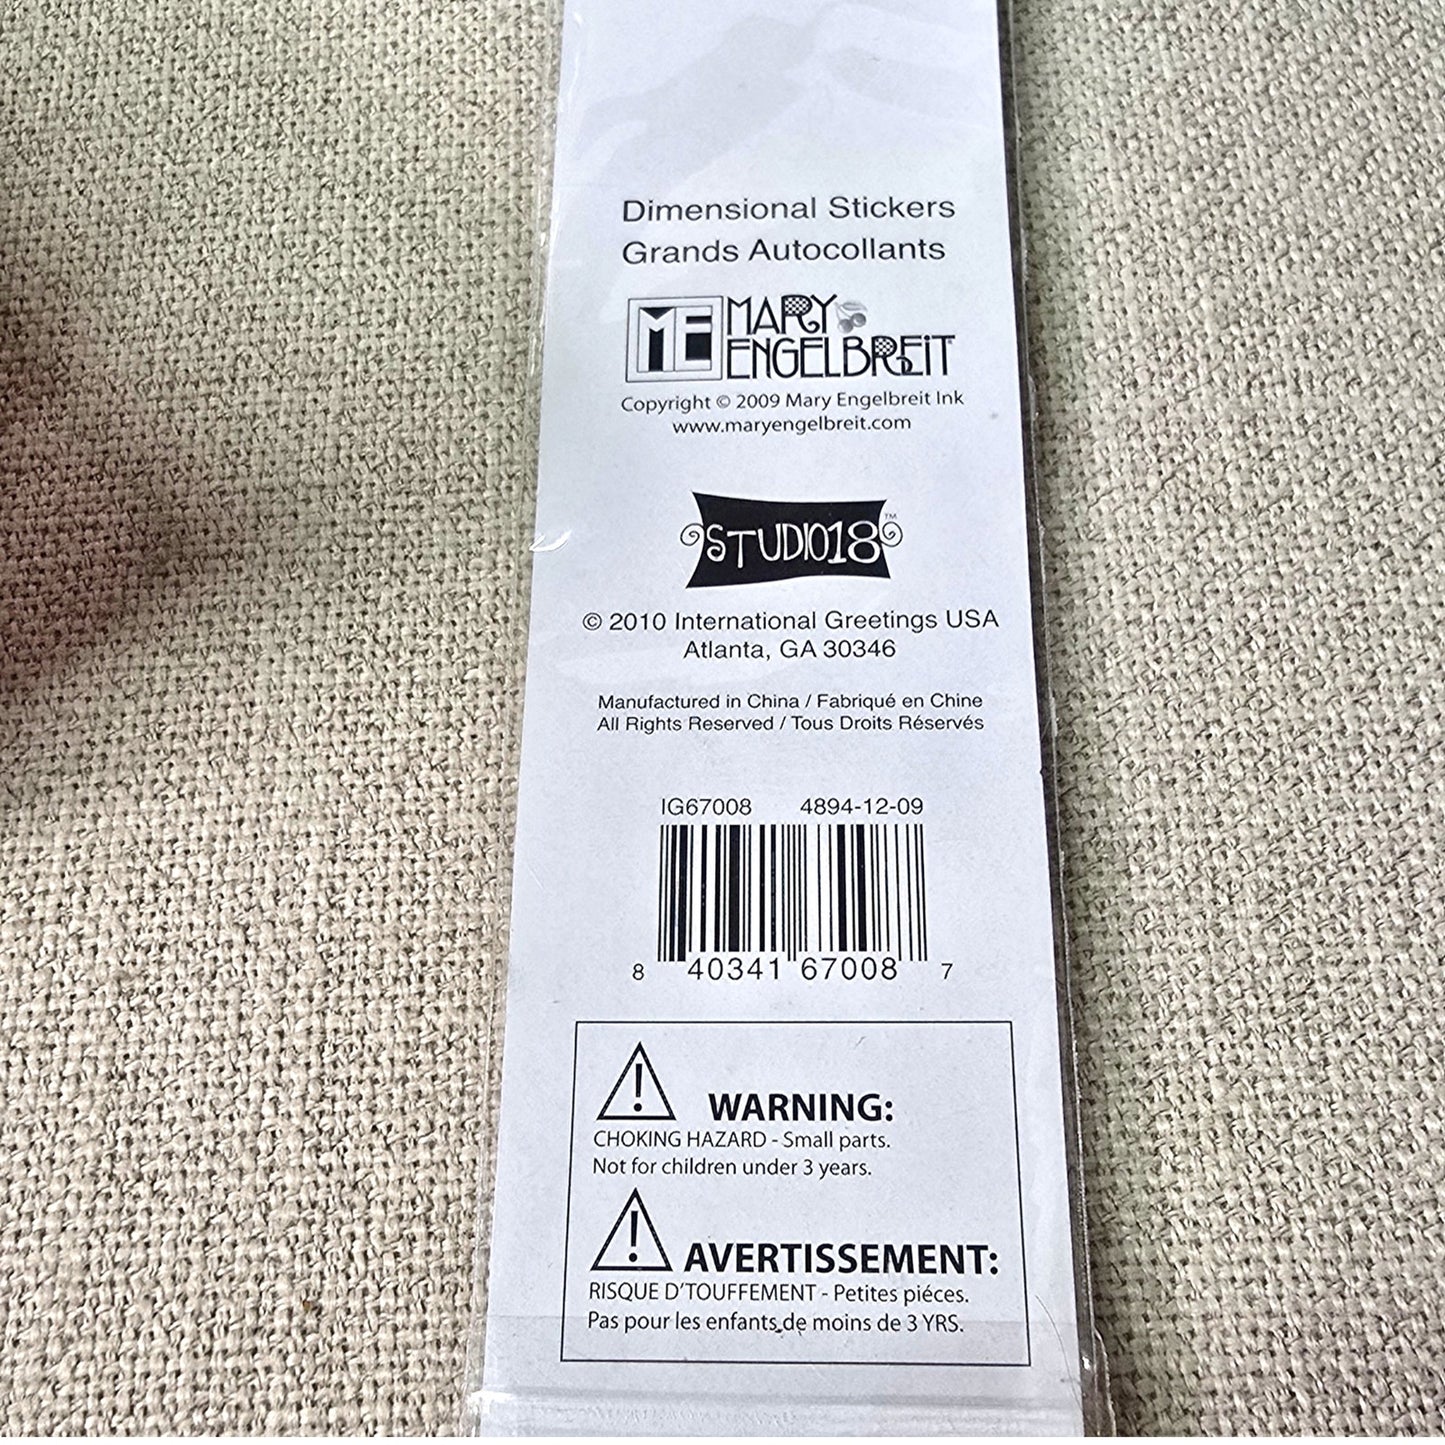 Dimensional Stickers
Grands Autocollants
ME MARY
ENGELBREIT
Copyright © 2009 Mary Engelbreit Ink
www.maryengelbreit.com
STUDIO18™
© 2010 International Greetings USA
Atlanta, GA 30346
Manufactured in China / Fabriqué en Chine
All Rights Reserved / Tous Droits Réservés
IG67008 4894-12-09
8 40341 67008 7
WARNING:
CHOKING HAZARD - Small parts.
Not for children under 3 years.
AVERTISSEMENT:
RISQUE D'TOUFFEMENT - Petites piéces.
Pas pour les enfants de moins de 3 YRS.